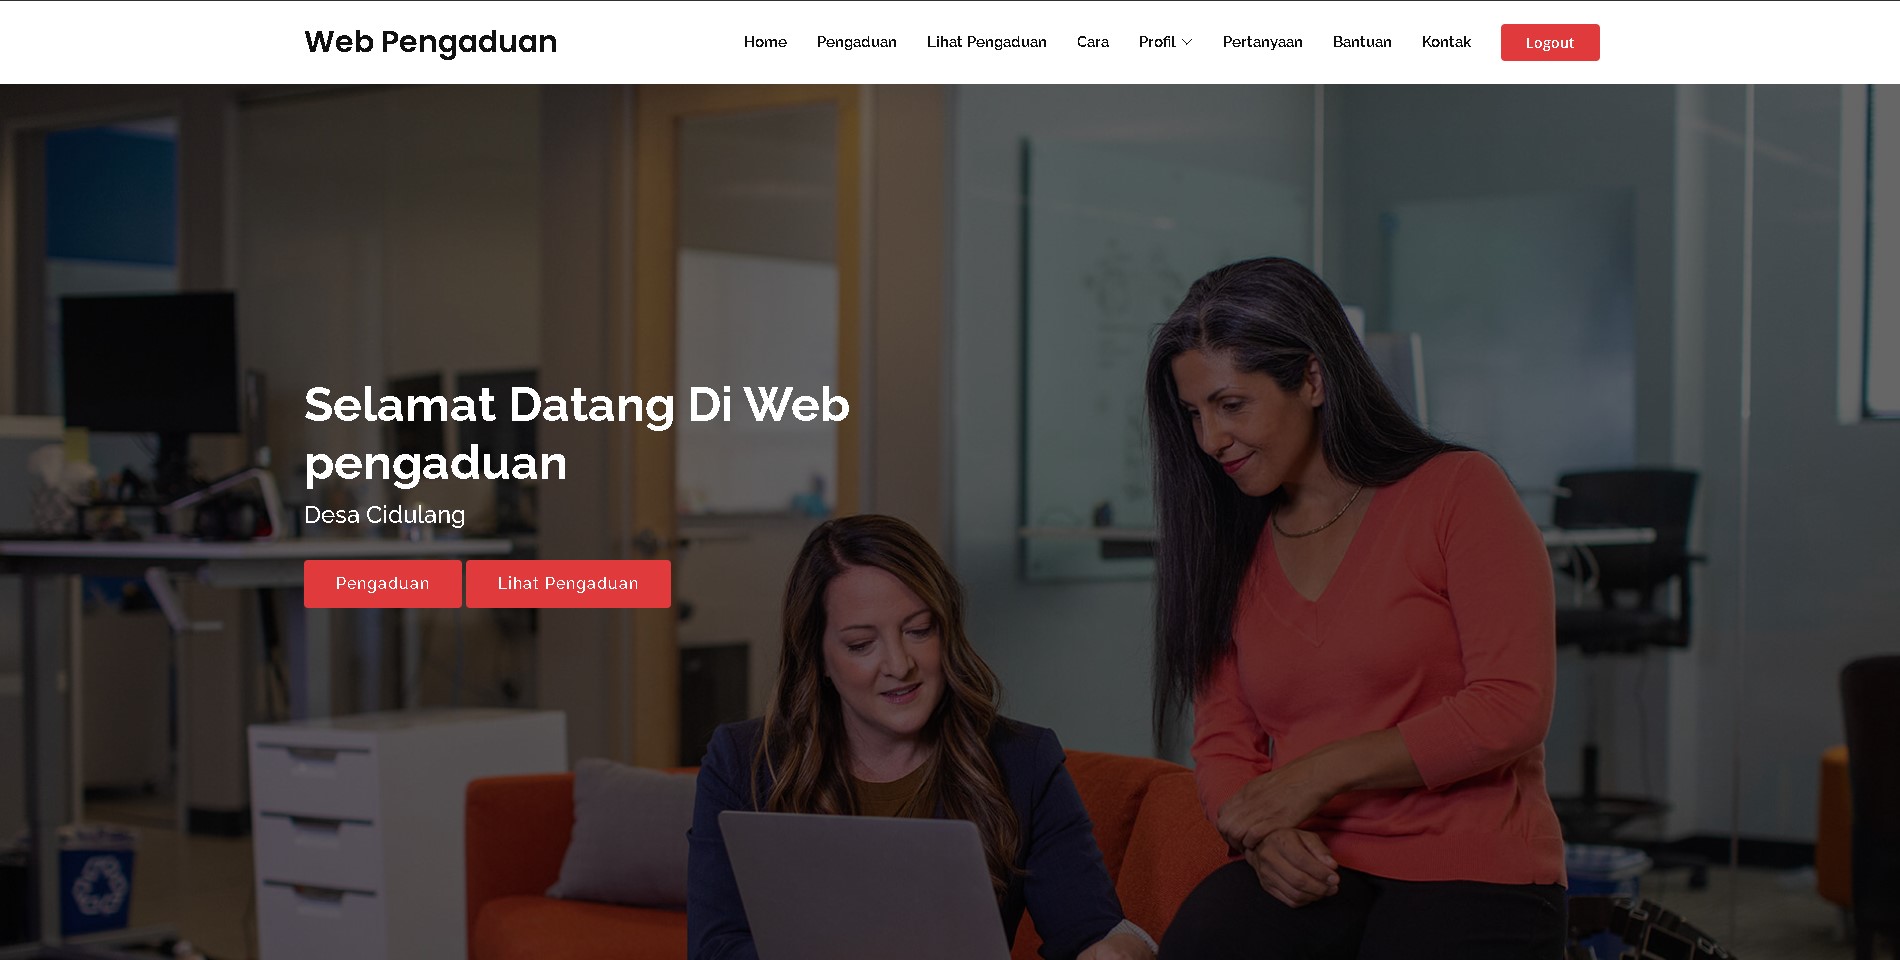 Web Pengaduan
Home Pengaduan Lihat Pengaduan Cara Profil Pertanyaan Bantuan Kontak Logout
Selamat Datang Di Web
pengaduan
Desa Cidulang
Pengaduan Lihat Pengaduan